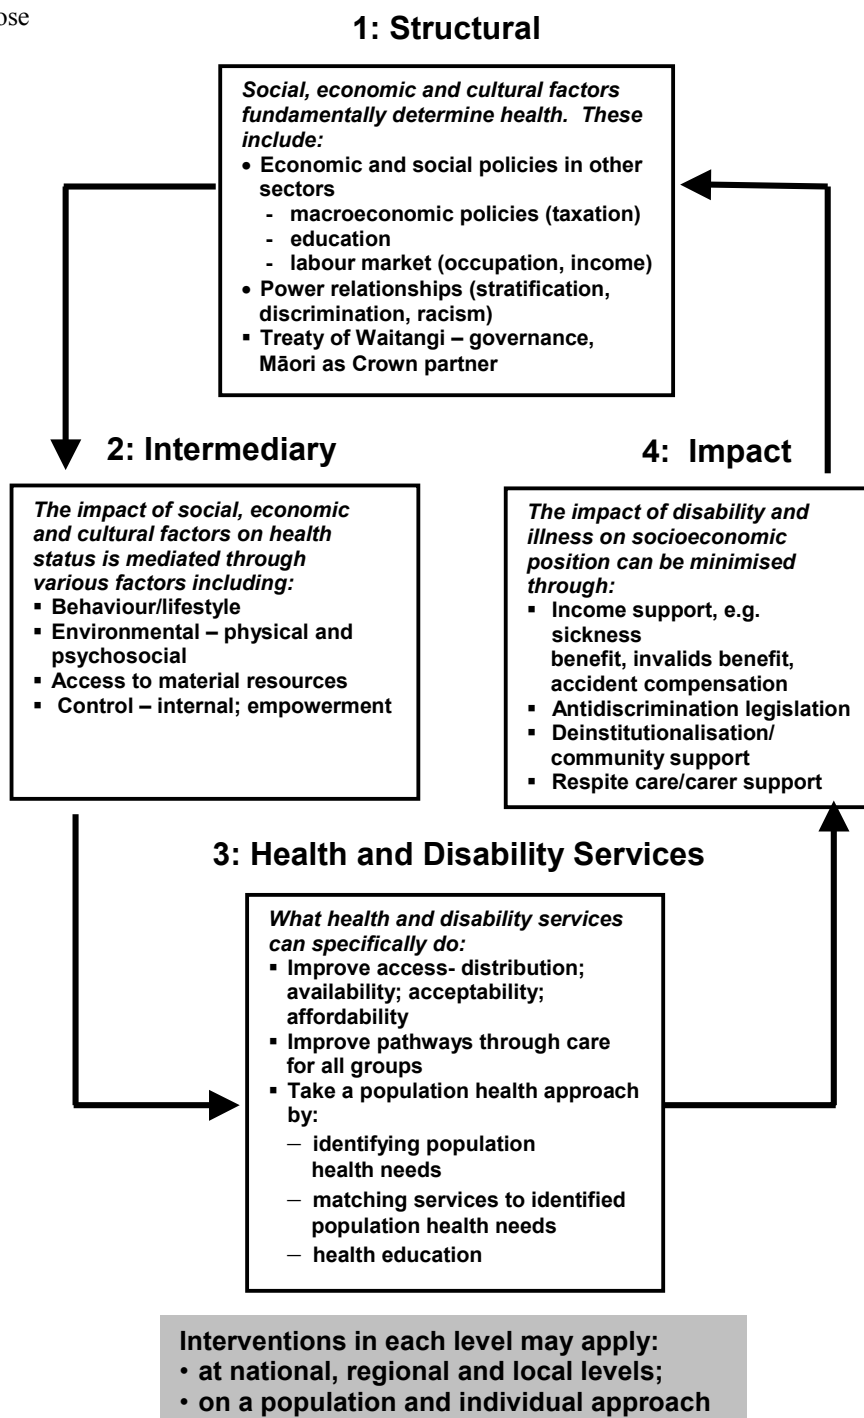 ose
1: Structural
Social, economic and cultural factors
fundamentally determine health.  These
include:
• Economic and social policies in other
sectors
- macroeconomic policies (taxation)
- education
- labour market (occupation, income)
• Power relationships (stratification,
discrimination, racism)
▪ Treaty of Waitangi – governance,
Māori as Crown partner
2: Intermediary
The impact of social, economic
and cultural factors on health
status is mediated through
various factors including:
▪ Behaviour/lifestyle
▪ Environmental – physical and
psychosocial
▪ Access to material resources
▪ Control – internal; empowerment
4:  Impact
The impact of disability and
illness on socioeconomic
position can be minimised
through:
▪ Income support, e.g.
sickness
benefit, invalids benefit,
accident compensation
▪ Antidiscrimination legislation
▪ Deinstitutionalisation/
community support
▪ Respite care/carer support
3: Health and Disability Services
What health and disability services
can specifically do:
▪ Improve access- distribution;
availability; acceptability;
affordability
▪ Improve pathways through care
for all groups
▪ Take a population health approach
by:
– identifying population
health needs
– matching services to identified
population health needs
– health education
Interventions in each level may apply:
• at national, regional and local levels;
• on a population and individual approach